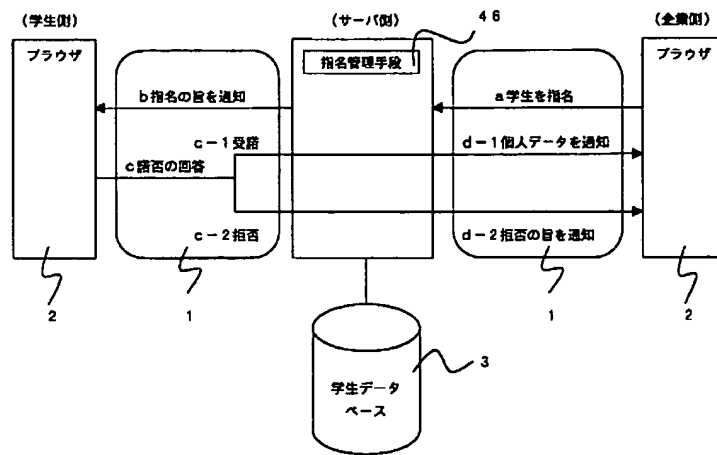 (学生側)
(サーバ側)
4 6
(企業側)
ブラウザ
指名管理手段
ブラウザ
b指名の旨を通知
a学生を指名
c-1受諾
d-1個人データを通知
c諾否の回答
c-2拒否
d-2拒否の旨を通知
2
1
1
2
学生データ
ベース
3